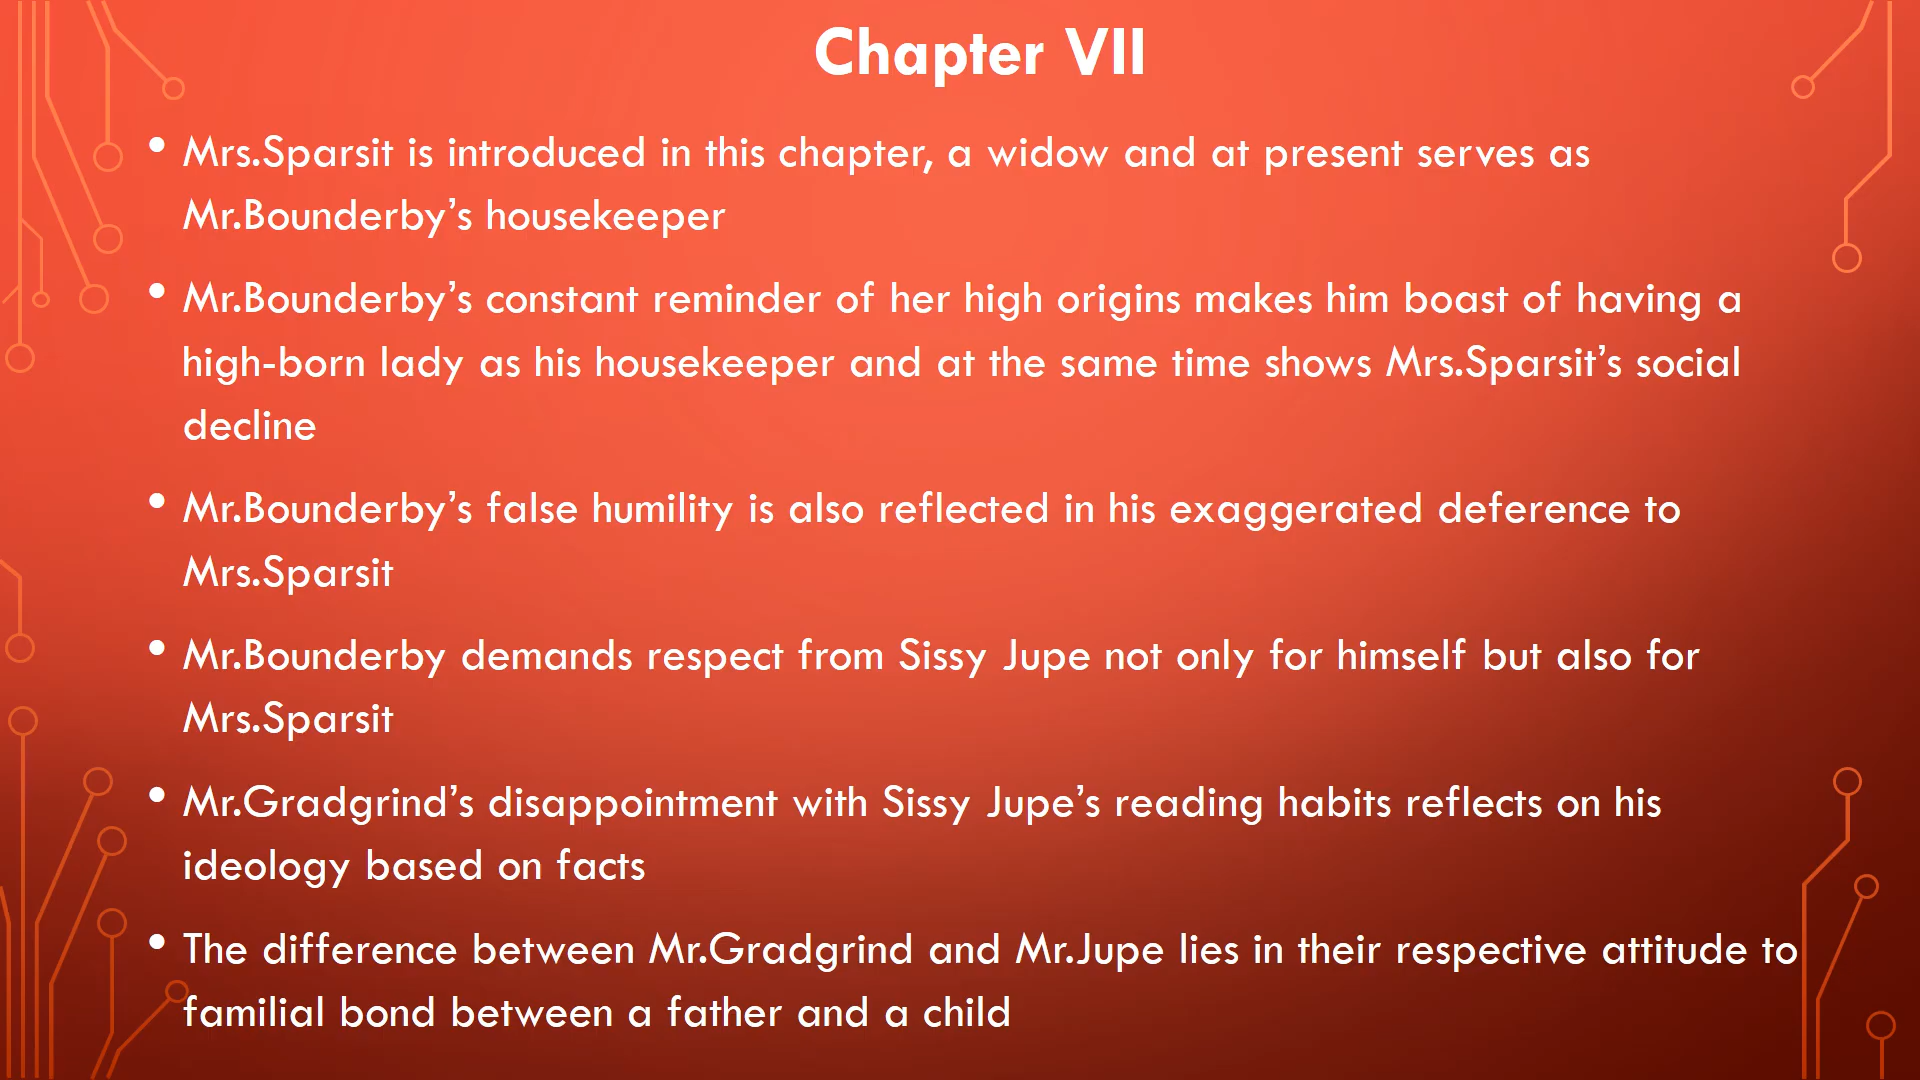 Chapter VII
• Mrs.Sparsit is introduced in this chapter, a widow and at present serves as
Mr.Bounderby’s housekeeper
• Mr.Bounderby’s constant reminder of her high origins makes him boast of having a
high-born lady as his housekeeper and at the same time shows Mrs.Sparsit’s social
decline
• Mr.Bounderby’s false humility is also reflected in his exaggerated deference to
Mrs.Sparsit
• Mr.Bounderby demands respect from Sissy Jupe not only for himself but also for
Mrs.Sparsit
• Mr.Gradgrind’s disappointment with Sissy Jupe’s reading habits reflects on his
ideology based on facts
• The difference between Mr.Gradgrind and Mr.Jupe lies in their respective attitude to
familial bond between a father and a child